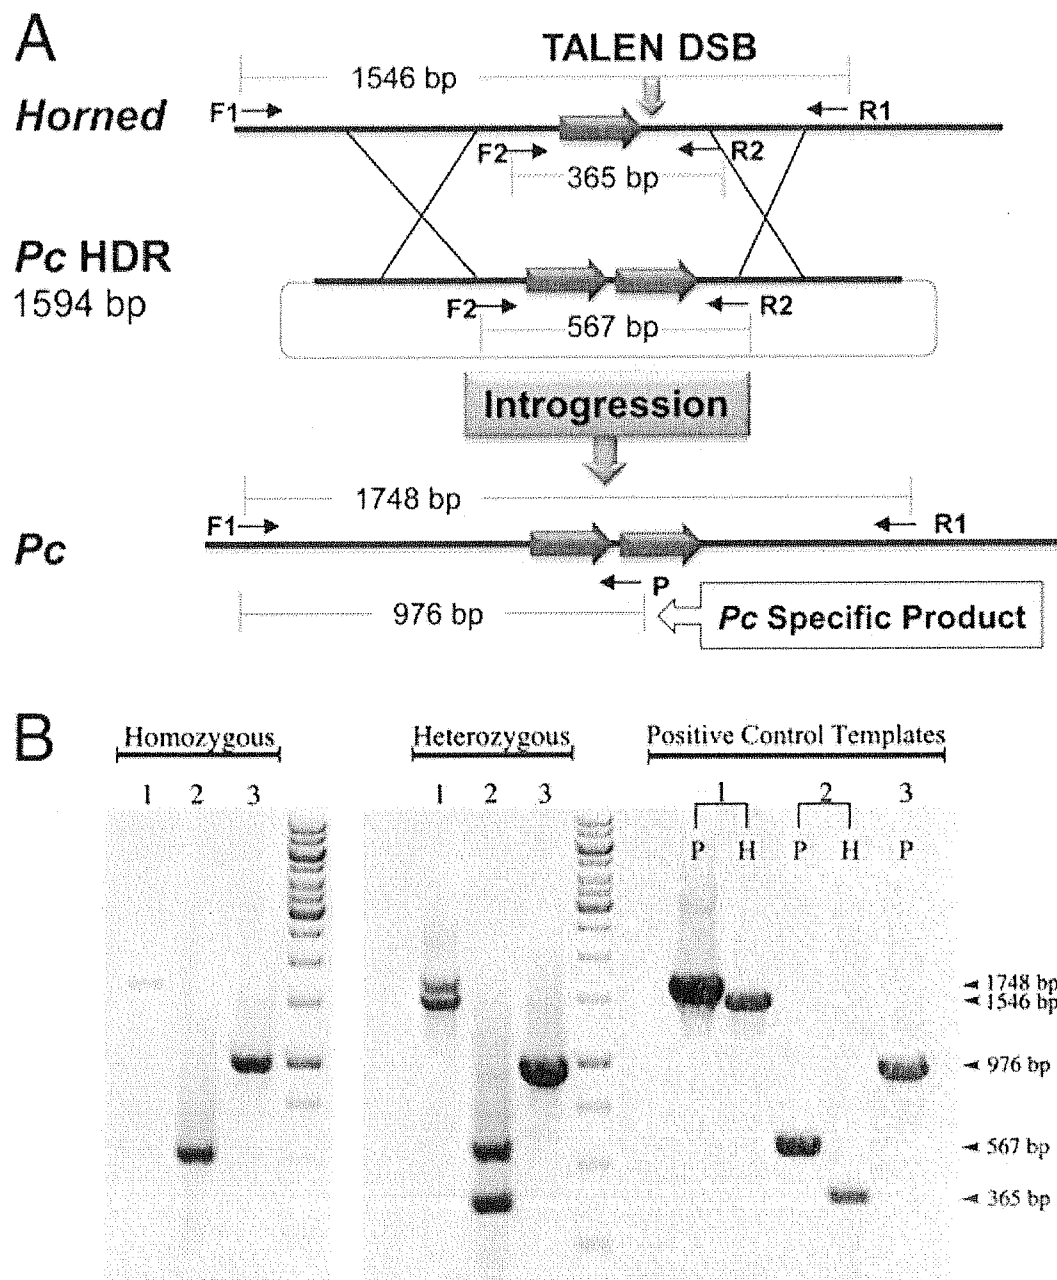 A
TALEN DSB
1546 bp
Horned
F1
R1
F2
R2
365 bp
Pc HDR
1594 bp
F2
R2
567 bp
Introgression
1748 bp
F1
R1
Pc
P
976 bp
Pc Specific Product
B
Homozygous
Heterozygous
Positive Control Templates
1 2 3
1 2 3
1 2 3
P H P H P
1748 bp
1546 bp
976 bp
567 bp
365 bp